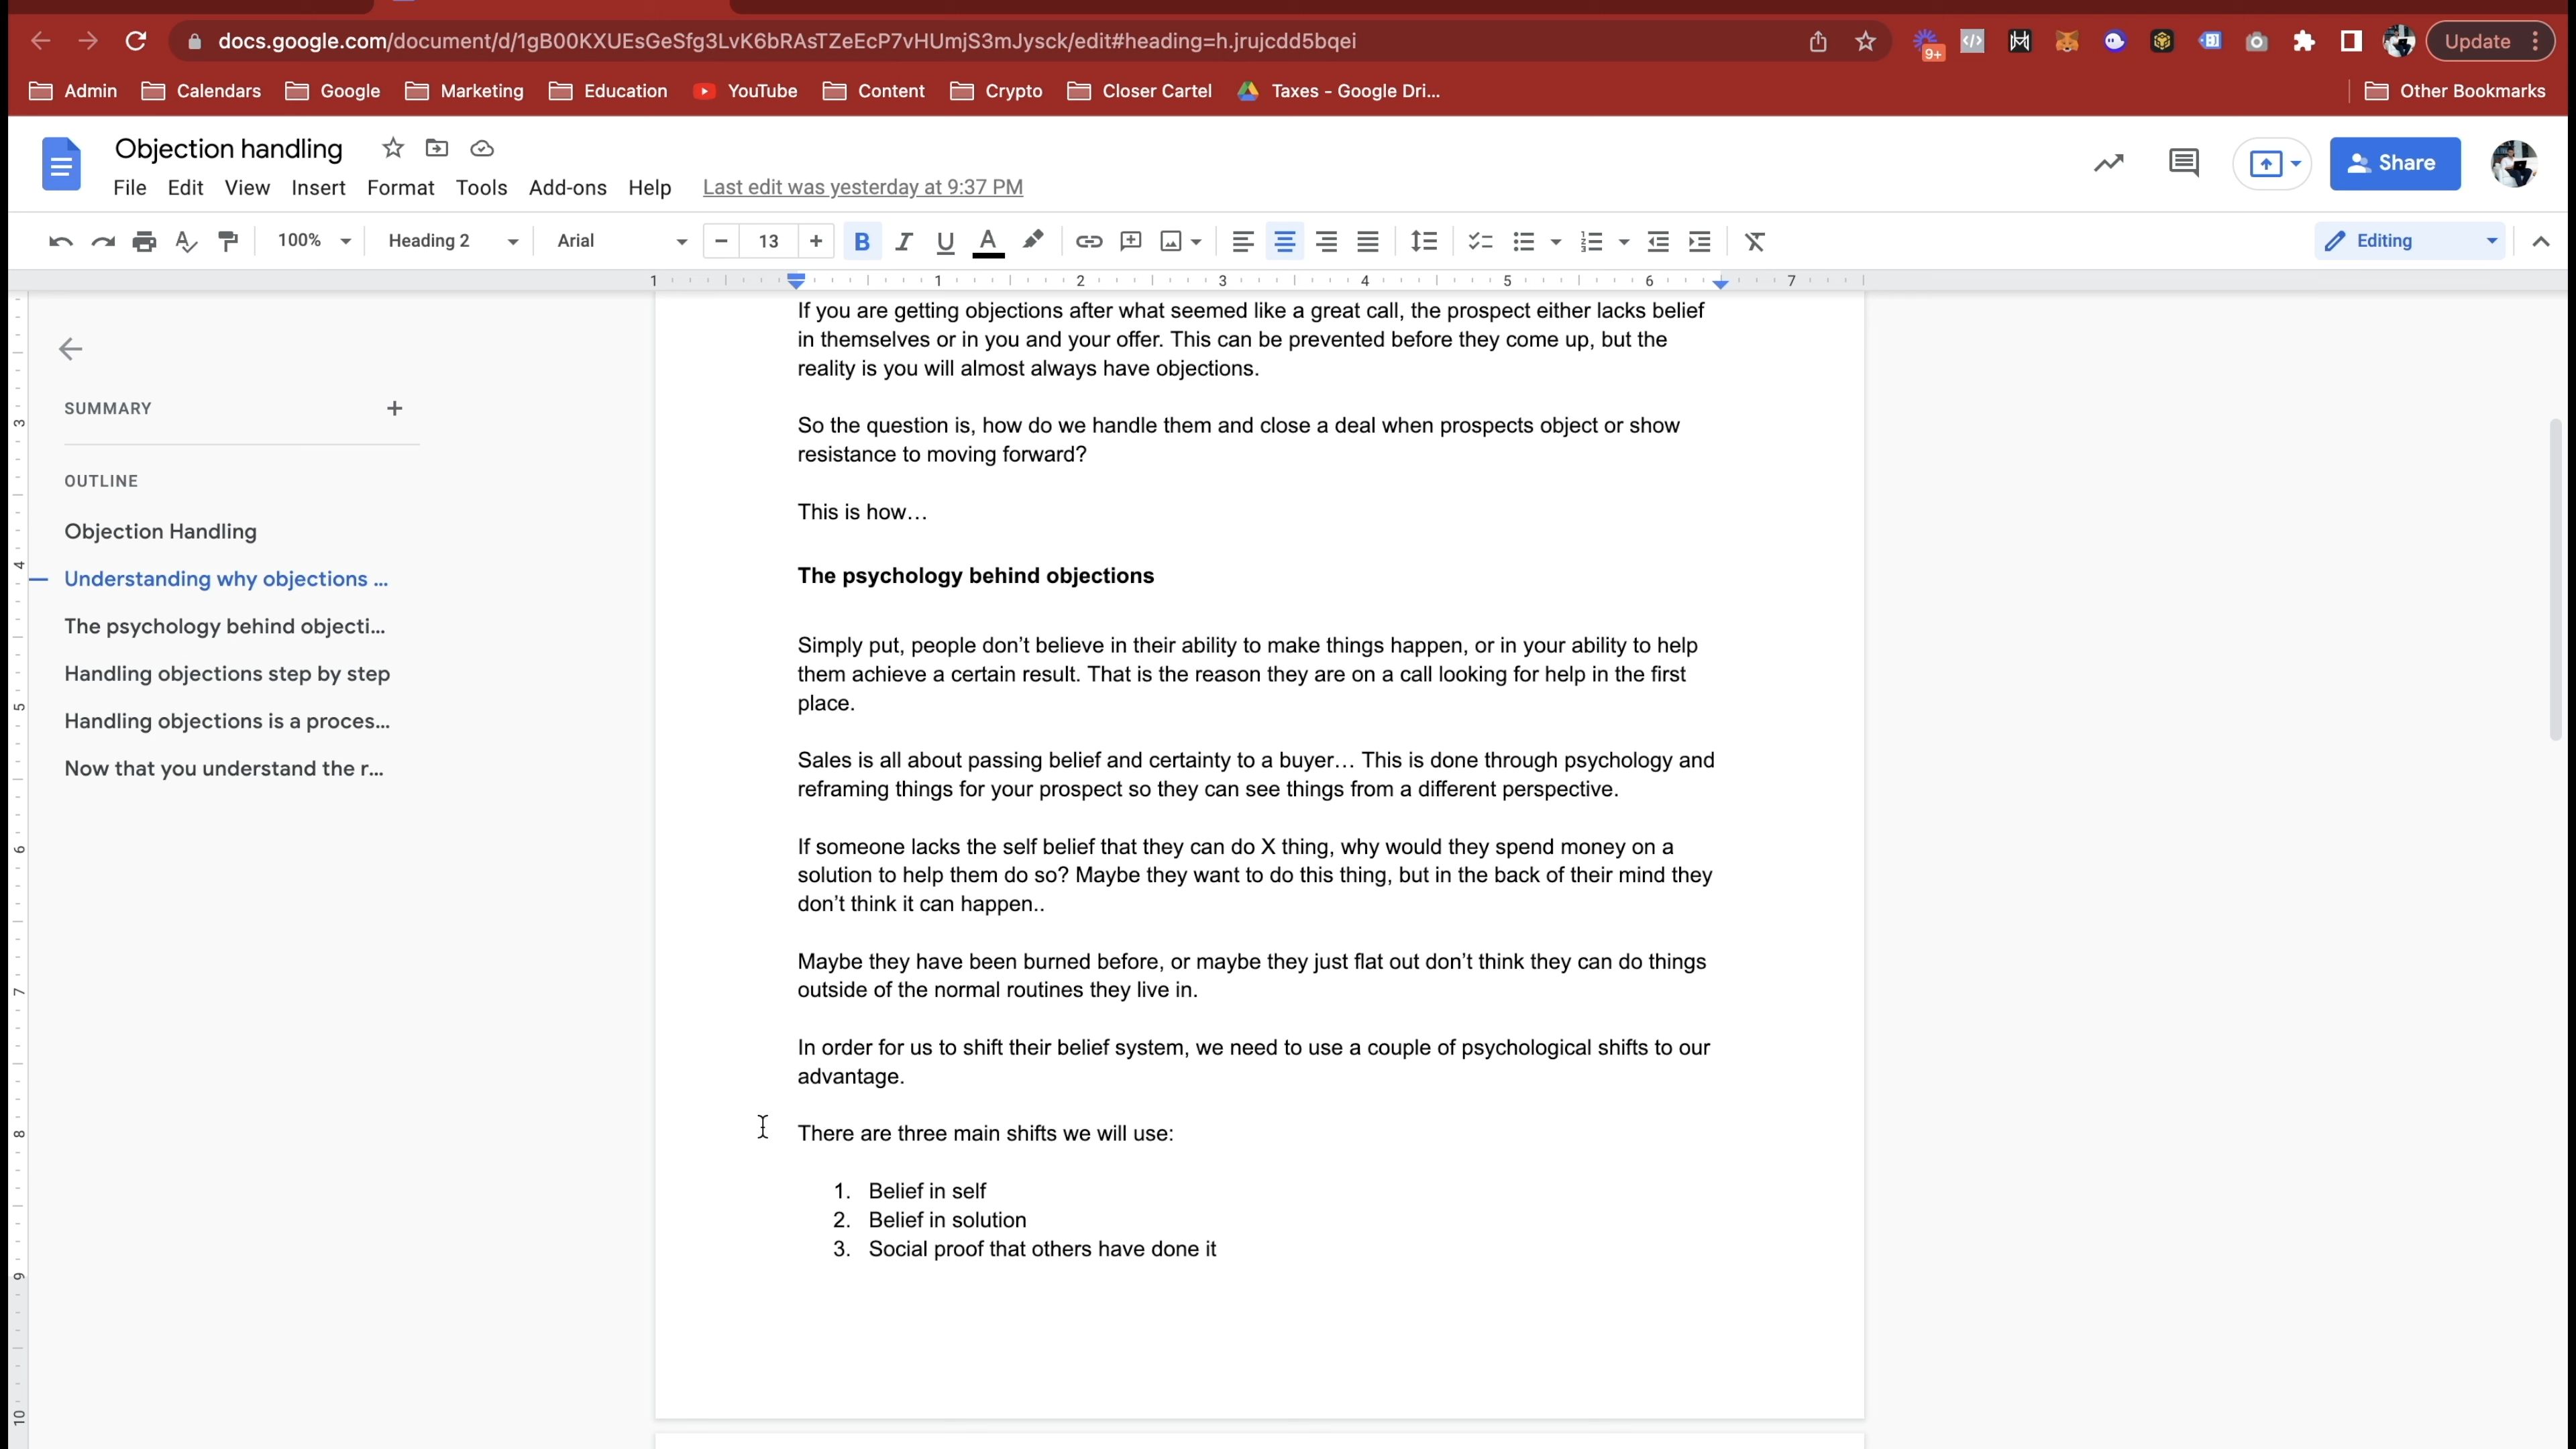 docs.google.com/document/d/1gB00KXUEsGeSfg3LvK6bRAsTZeEcP7vHUmjS3mJysck/edit#heading=h.jrujcdd5bqei
9+
Update
Admin
Calendars
Google
Marketing
Education
YouTube
Content
Crypto
Closer Cartel
Taxes - Google Dri...
Other Bookmarks
Objection handling
File
Edit
View
Insert
Format
Tools
Add-ons
Help
Last edit was yesterday at 9:37 PM
Share
100%
Heading 2
Arial
13
B
I
U
A
Editing
1 1 2 3 4 5 6 7
3
4
5
6
7
8
9
10
SUMMARY
OUTLINE
Objection Handling
Understanding why objections ...
The psychology behind objecti...
Handling objections step by step
Handling objections is a proces...
Now that you understand the r...
If you are getting objections after what seemed like a great call, the prospect either lacks belief
in themselves or in you and your offer. This can be prevented before they come up, but the
reality is you will almost always have objections.
So the question is, how do we handle them and close a deal when prospects object or show
resistance to moving forward?
This is how…
The psychology behind objections
Simply put, people don’t believe in their ability to make things happen, or in your ability to help
them achieve a certain result. That is the reason they are on a call looking for help in the first
place.
Sales is all about passing belief and certainty to a buyer… This is done through psychology and
reframing things for your prospect so they can see things from a different perspective.
If someone lacks the self belief that they can do X thing, why would they spend money on a
solution to help them do so? Maybe they want to do this thing, but in the back of their mind they
don’t think it can happen..
Maybe they have been burned before, or maybe they just flat out don’t think they can do things
outside of the normal routines they live in.
In order for us to shift their belief system, we need to use a couple of psychological shifts to our
advantage.
There are three main shifts we will use:
1. Belief in self
2. Belief in solution
3. Social proof that others have done it